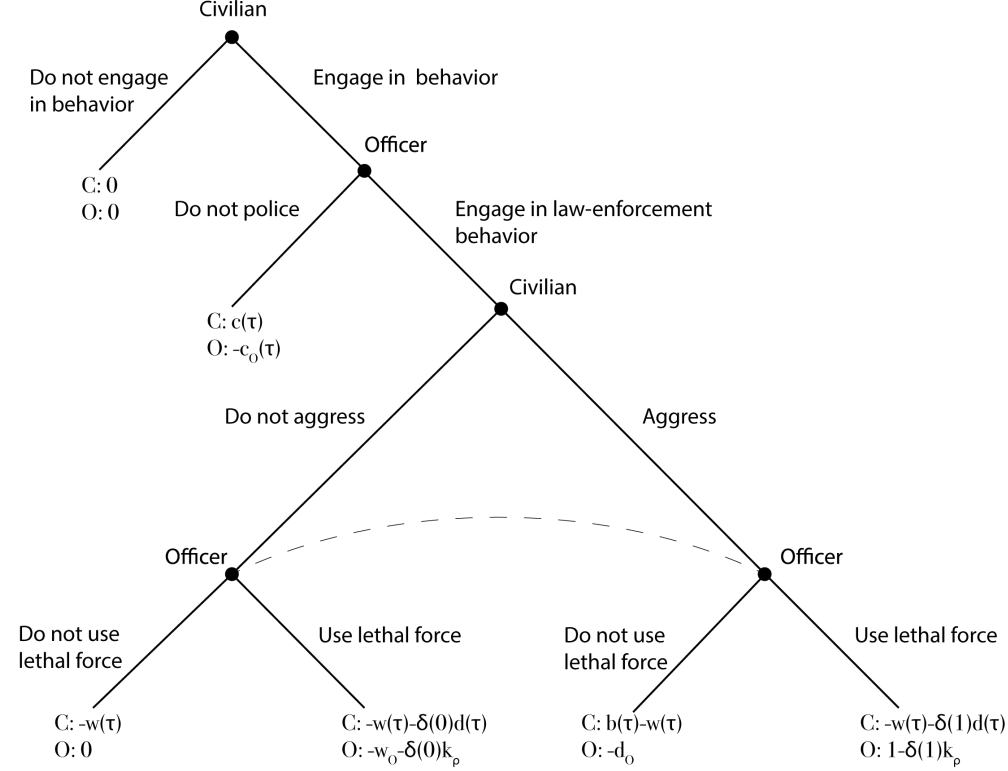 Civilian
Do not engage
in behavior
Engage in behavior
Officer
C: 0
O: 0
Do not police
Engage in law-enforcement
behavior
Civilian
C: c(τ)
O: -c_O(τ)
Do not aggress
Aggress
Officer
Officer
Do not use
lethal force
Use lethal force
Do not use
lethal force
Use lethal force
C: -w(τ)
O: 0
C: -w(τ)-δ(0)d(τ)
O: -w_O-δ(0)k_ρ
C: b(τ)-w(τ)
O: -d_O
C: -w(τ)-δ(1)d(τ)
O: 1-δ(1)k_ρ